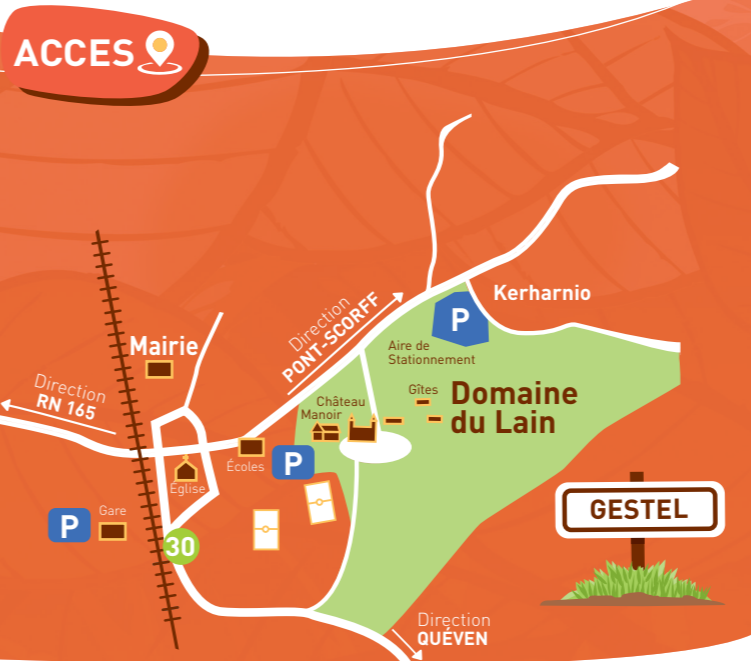 ACCES
Kerharnio
Direction
PONT-SCORFF
P
Aire de
Stationnement
Mairie
Direction
RN 165
Gîtes
Domaine
du Lain
Château
Manoir
Écoles
P
Église
Gare
P
30
GESTEL
Direction
QUÉVEN